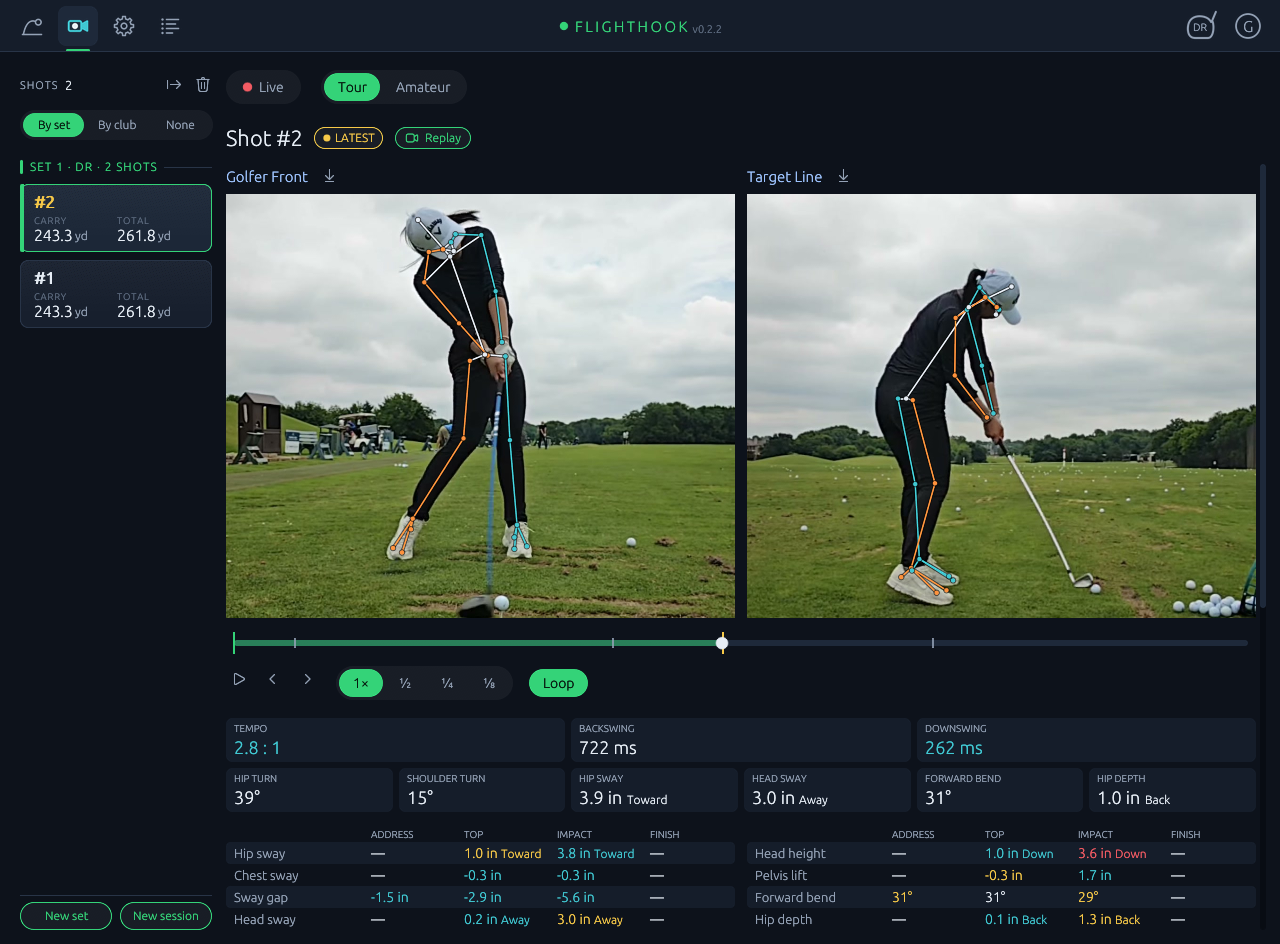 FLIGHTHOOK v0.2.2
DR
G
SHOTS 2
By set By club None
SET 1 · DR · 2 SHOTS
#2
CARRY TOTAL
243.3 yd 261.8 yd
#1
CARRY TOTAL
243.3 yd 261.8 yd
New set New session
Live Tour Amateur
Shot #2 LATEST Replay
Golfer Front Target Line
1× ½ ¼ ⅛ Loop
TEMPO BACKSWING DOWNSWING
2.8 : 1 722 ms 262 ms
HIP TURN SHOULDER TURN HIP SWAY HEAD SWAY FORWARD BEND HIP DEPTH
39° 15° 3.9 in Toward 3.0 in Away 31° 1.0 in Back
ADDRESS TOP IMPACT FINISH
Hip sway — 1.0 in Toward 3.8 in Toward —
Chest sway — -0.3 in -0.3 in —
Sway gap -1.5 in -2.9 in -5.6 in —
Head sway — 0.2 in Away 3.0 in Away —
ADDRESS TOP IMPACT FINISH
Head height — 1.0 in Down 3.6 in Down —
Pelvis lift — -0.3 in 1.7 in —
Forward bend 31° 31° 29° —
Hip depth — 0.1 in Back 1.3 in Back —